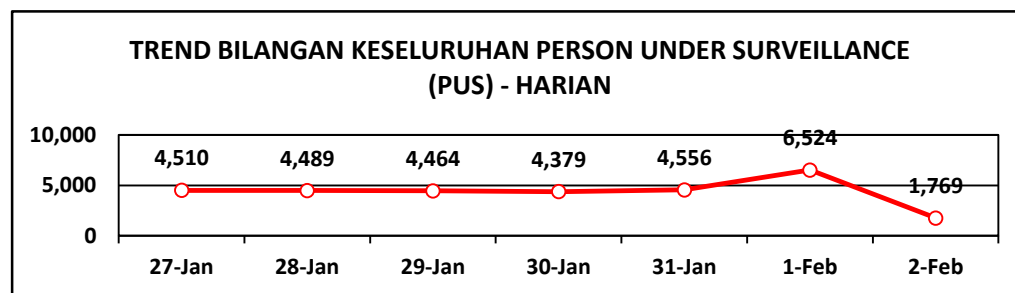 TREND BILANGAN KESELURUHAN PERSON UNDER SURVEILLANCE
(PUS) - HARIAN
10,000
5,000
0
4,510 4,489 4,464 4,379 4,556 6,524 1,769
27-Jan 28-Jan 29-Jan 30-Jan 31-Jan 1-Feb 2-Feb